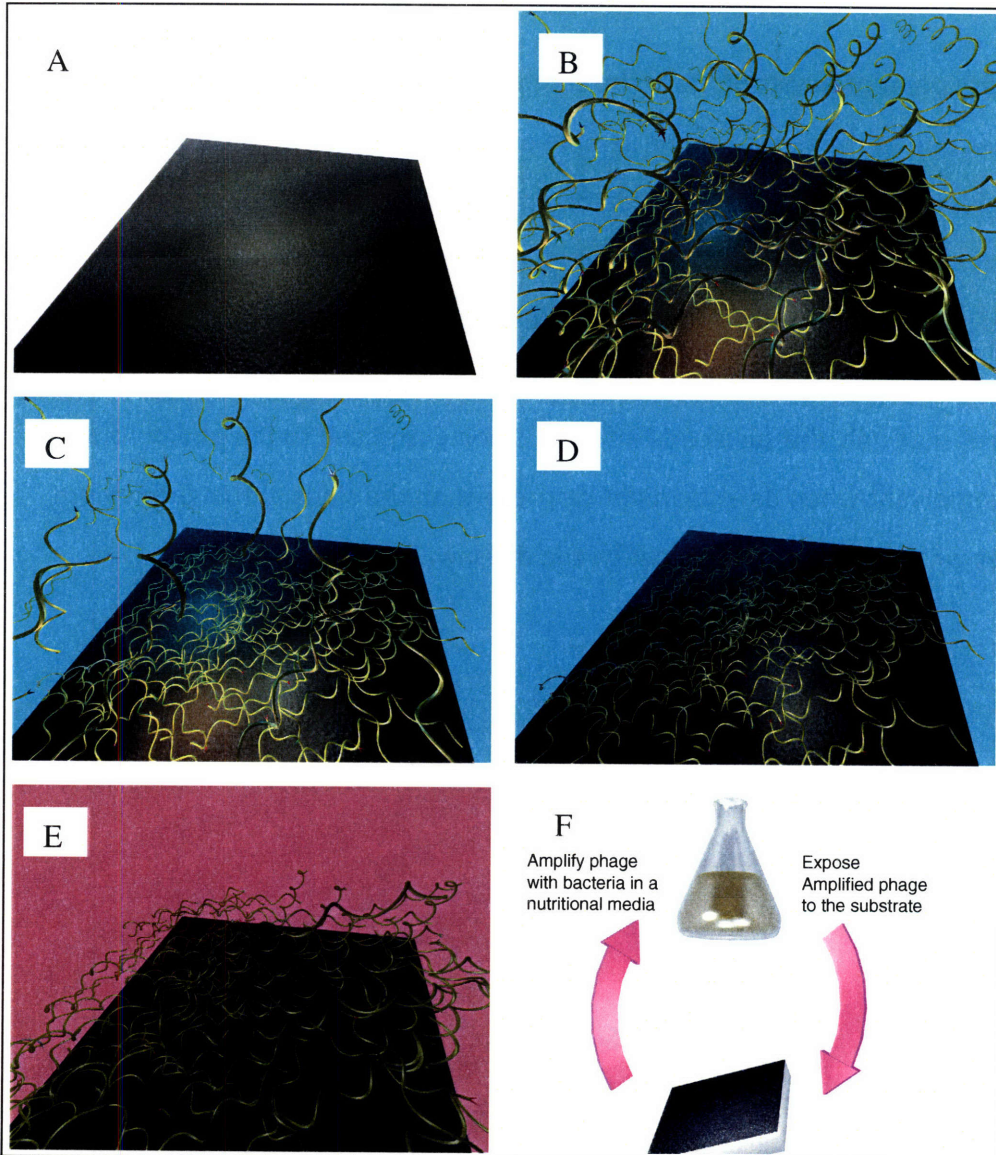 A
B
C
D
E
F
Amplify phage
with bacteria in a
nutritional media
Expose
Amplified phage
to the substrate